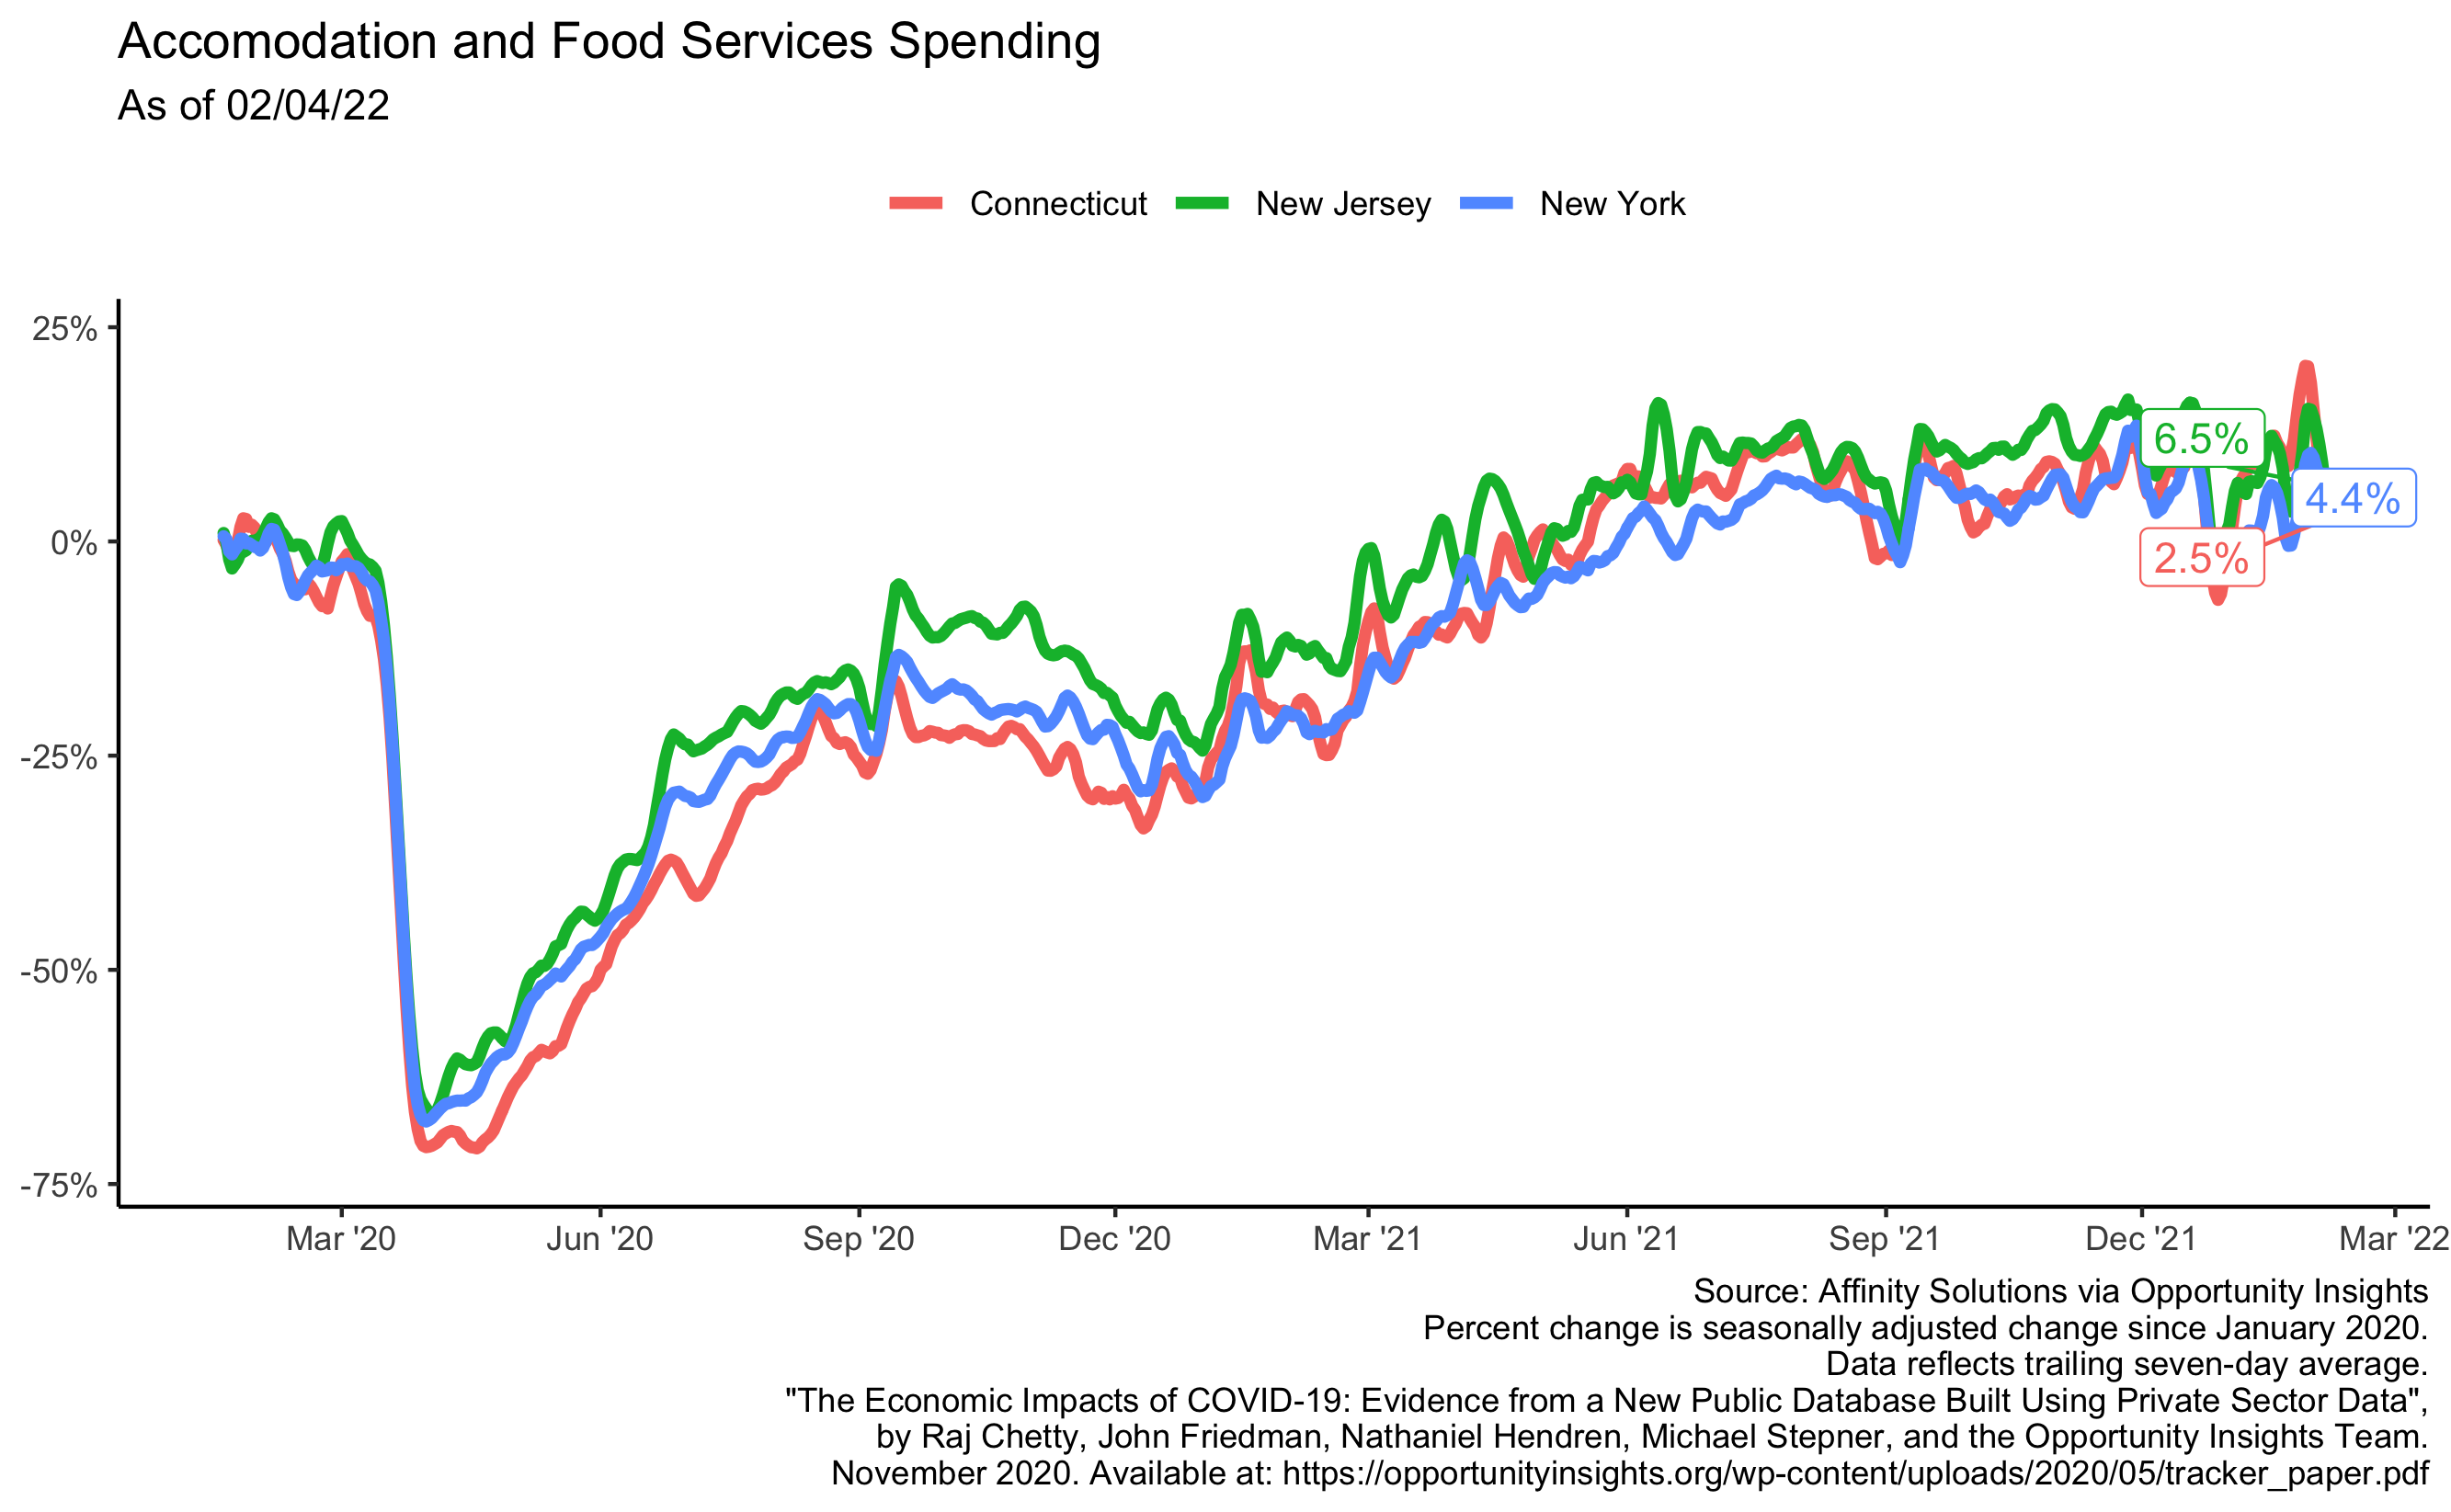 Accomodation and Food Services Spending
As of 02/04/22
Connecticut New Jersey New York
25%
0%
-25%
-50%
-75%
6.5%
4.4%
2.5%
Mar '20 Jun '20 Sep '20 Dec '20 Mar '21 Jun '21 Sep '21 Dec '21 Mar '22
Source: Affinity Solutions via Opportunity Insights
Percent change is seasonally adjusted change since January 2020.
Data reflects trailing seven-day average.
"The Economic Impacts of COVID-19: Evidence from a New Public Database Built Using Private Sector Data",
by Raj Chetty, John Friedman, Nathaniel Hendren, Michael Stepner, and the Opportunity Insights Team.
November 2020. Available at: https://opportunityinsights.org/wp-content/uploads/2020/05/tracker_paper.pdf